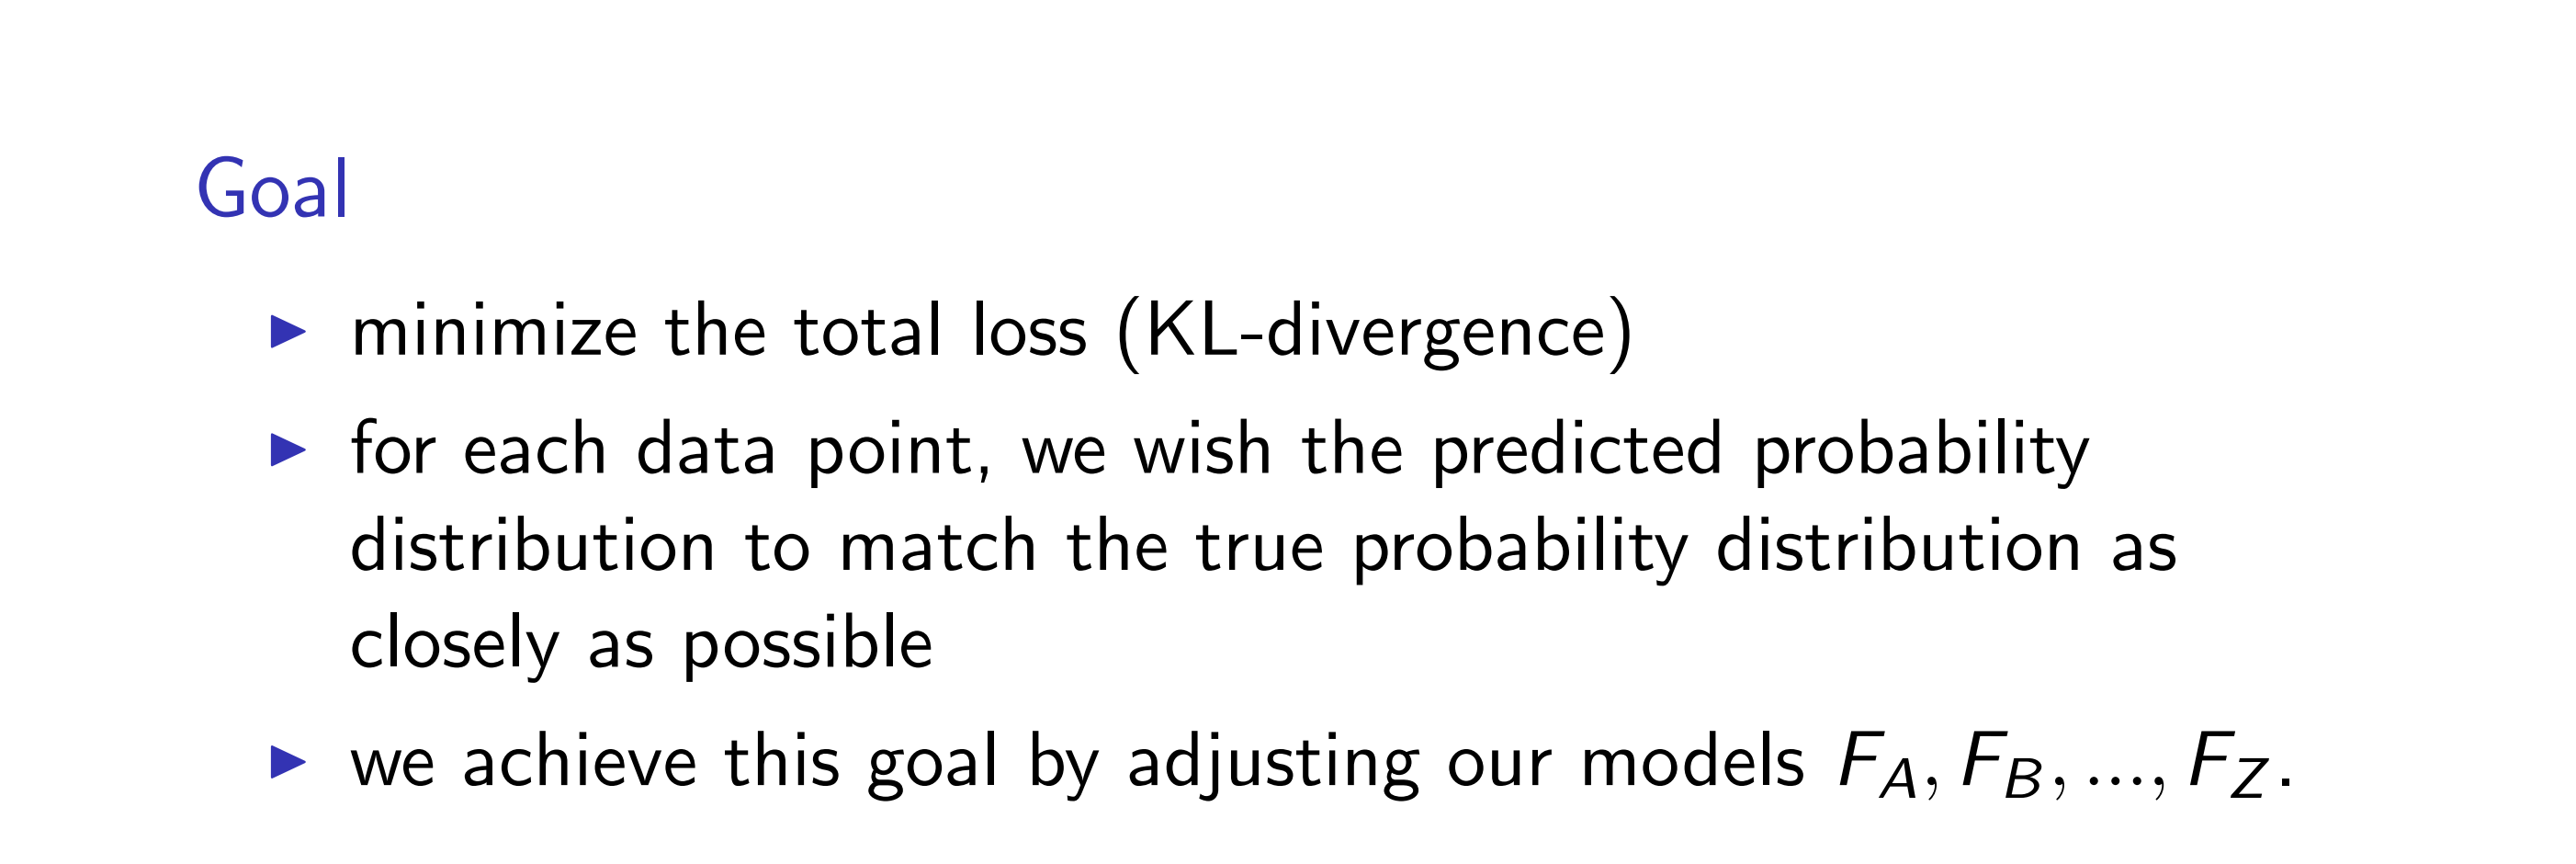 Goal
▶ minimize the total loss (KL-divergence)
▶ for each data point, we wish the predicted probability
distribution to match the true probability distribution as
closely as possible
▶ we achieve this goal by adjusting our models F_A, F_B, ..., F_Z.